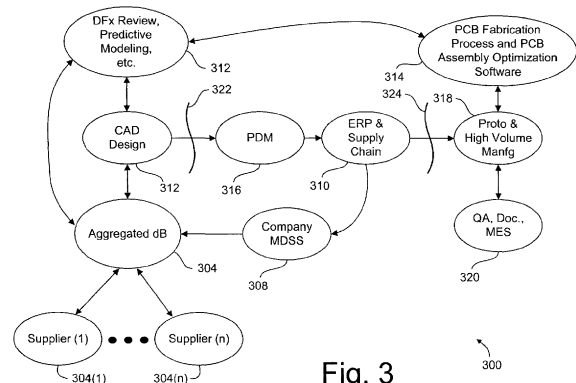 DFx Review,
Predictive
Modeling,
etc.
312
PCB Fabrication
Process and PCB
Assembly Optimization
Software
314
322
324
318
CAD
Design
312
PDM
316
ERP &
Supply
Chain
310
Proto &
High Volume
Manfg
Aggregated dB
304
Company
MDSS
308
QA, Doc.,
MES
320
Supplier (1)
304(1)
Supplier (n)
304(n)
Fig. 3
300